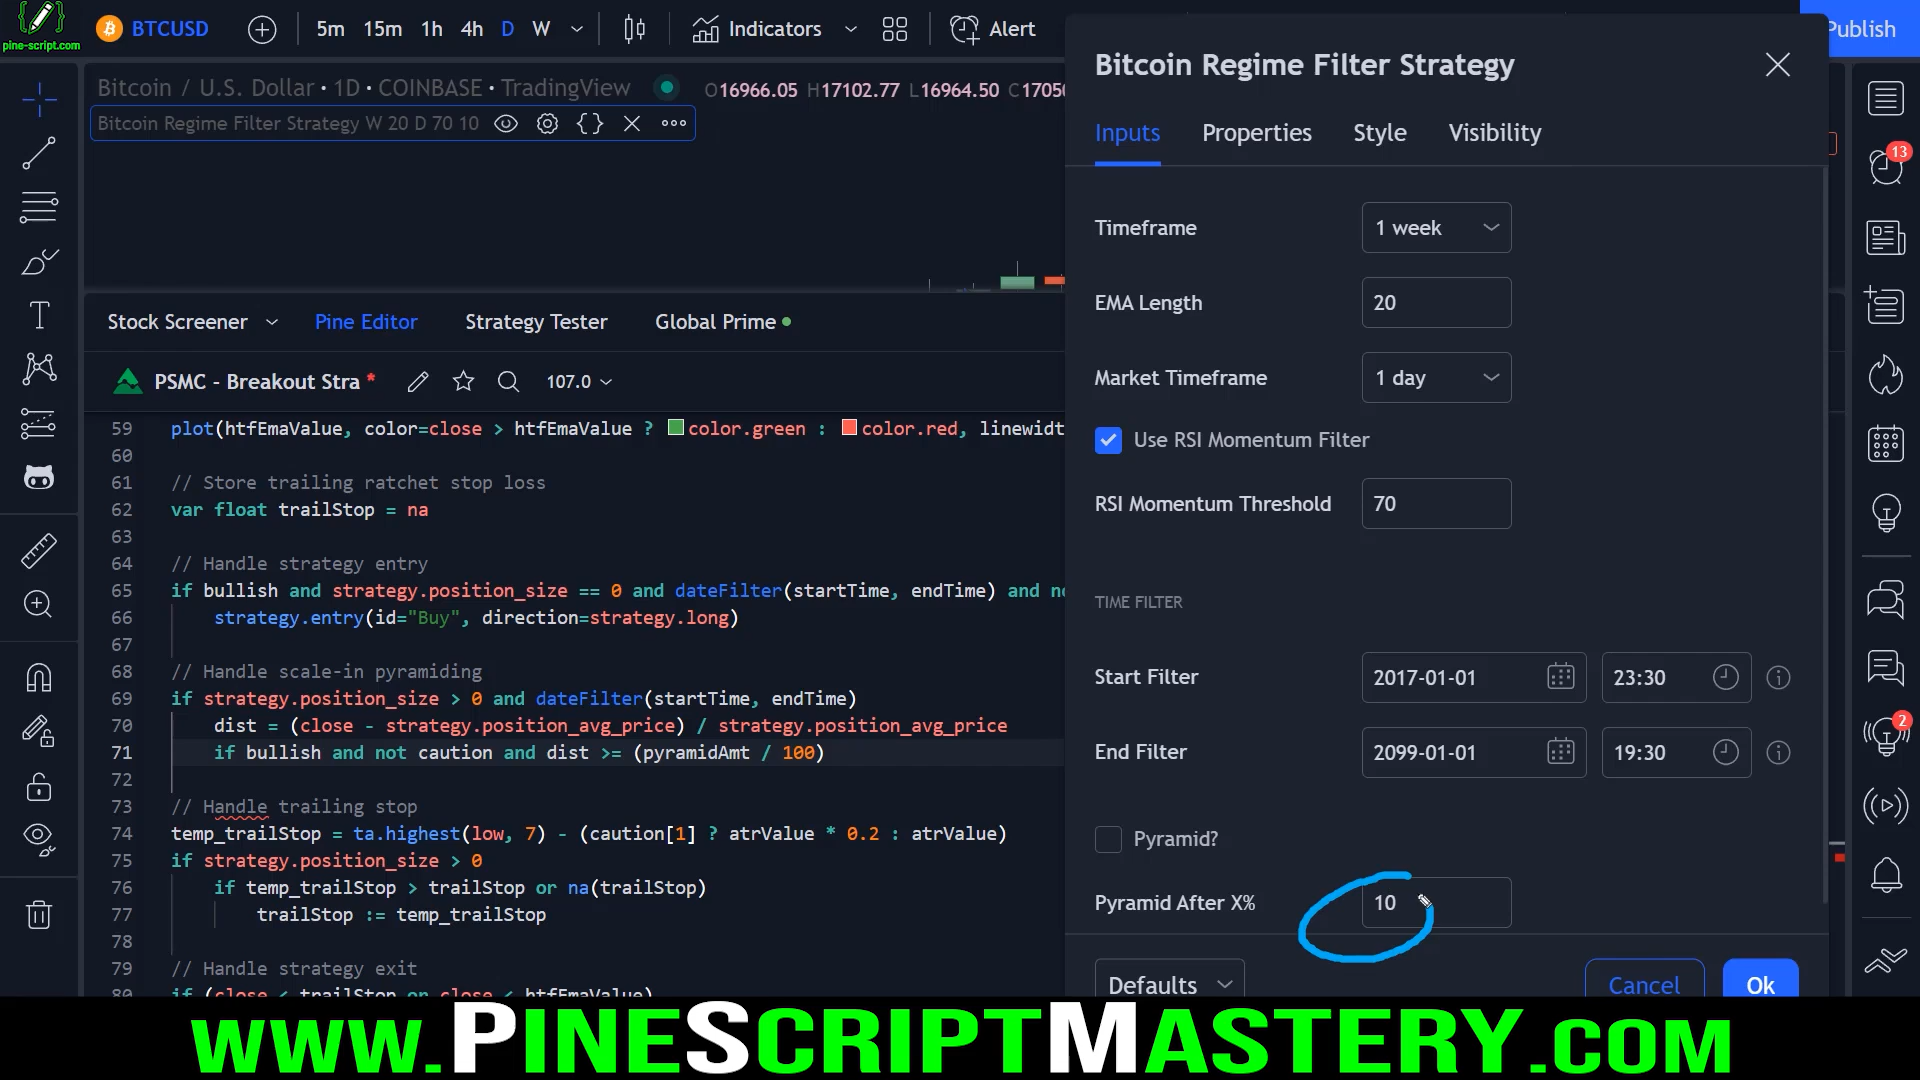 pine-script.com
BTCUSD
5m 15m 1h 4h D W
Indicators
Alert
Publish
Bitcoin / U.S. Dollar • 1D • COINBASE • TradingView
O16966.05 H17102.77 L16964.50 C1705
Bitcoin Regime Filter Strategy W 20 D 70 10
Stock Screener
Pine Editor
Strategy Tester
Global Prime
PSMC - Breakout Stra *
107.0
59 plot(htfEmaValue, color=close > htfEmaValue ? color.green : color.red, linewidt
60
61 // Store trailing ratchet stop loss
62 var float trailStop = na
63
64 // Handle strategy entry
65 if bullish and strategy.position_size == 0 and dateFilter(startTime, endTime) and n
66 strategy.entry(id="Buy", direction=strategy.long)
67
68 // Handle scale-in pyramiding
69 if strategy.position_size > 0 and dateFilter(startTime, endTime)
70 dist = (close - strategy.position_avg_price) / strategy.position_avg_price
71 if bullish and not caution and dist >= (pyramidAmt / 100)
72
73 // Handle trailing stop
74 temp_trailStop = ta.highest(low, 7) - (caution[1] ? atrValue * 0.2 : atrValue)
75 if strategy.position_size > 0
76 if temp_trailStop > trailStop or na(trailStop)
77 trailStop := temp_trailStop
78
79 // Handle strategy exit
80 if (close < trailStop or close < htfEmaValue)
Bitcoin Regime Filter Strategy
Inputs
Properties
Style
Visibility
Timeframe
1 week
EMA Length
20
Market Timeframe
1 day
Use RSI Momentum Filter
RSI Momentum Threshold
70
TIME FILTER
Start Filter
2017-01-01
23:30
End Filter
2099-01-01
19:30
Pyramid?
Pyramid After X%
10
Defaults
Cancel
Ok
13
2
www.PineScriptMastery.com